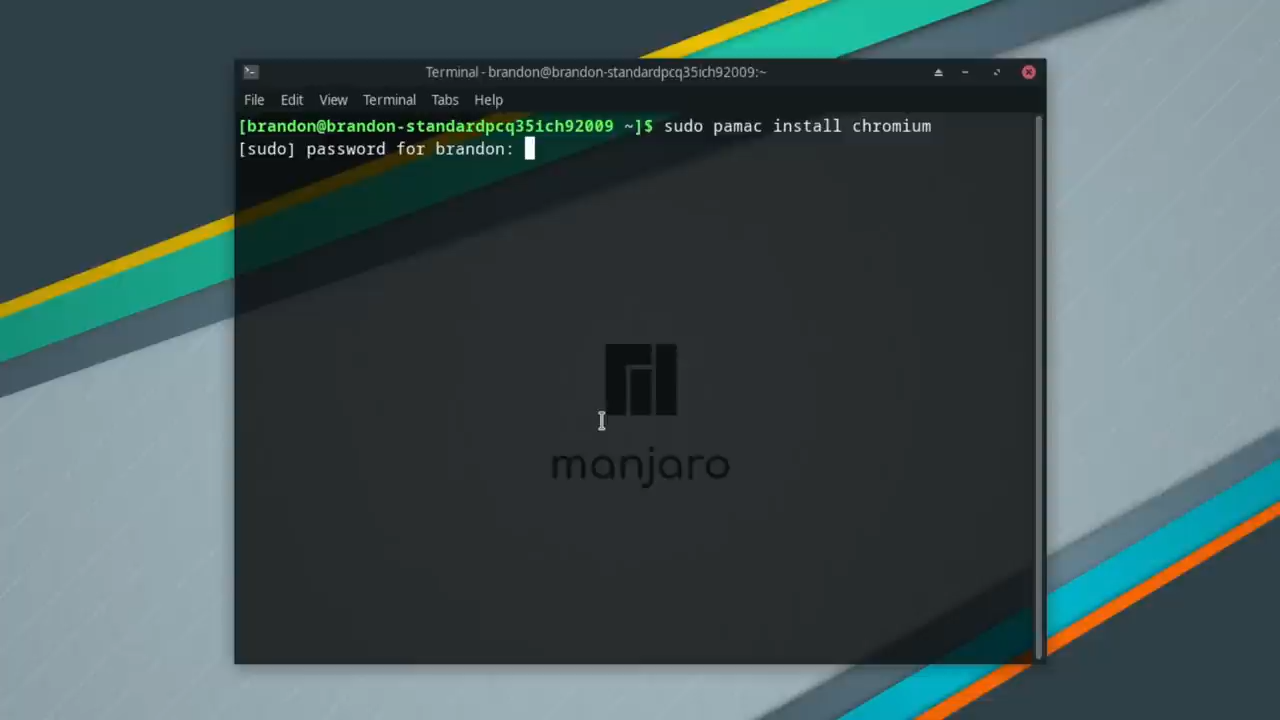 Terminal - brandon@brandon-standardpcq35ich92009:~
File Edit View Terminal Tabs Help
[brandon@brandon-standardpcq35ich92009 ~]$ sudo pamac install chromium
[sudo] password for brandon:
manjaro